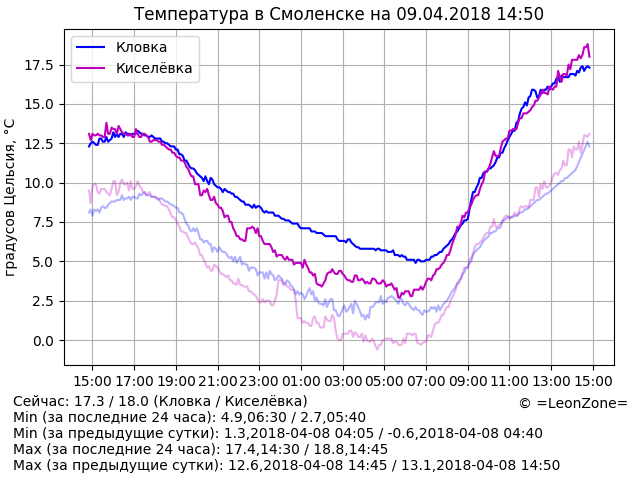 Температура в Смоленске на 09.04.2018 14:50
Кловка
Киселёвка
градусов Цельсия, °C
17.5
15.0
12.5
10.0
7.5
5.0
2.5
0.0
15:00 17:00 19:00 21:00 23:00 01:00 03:00 05:00 07:00 09:00 11:00 13:00 15:00
Сейчас: 17.3 / 18.0 (Кловка / Киселёвка)
© =LeonZone=
Min (за последние 24 часа): 4.9,06:30 / 2.7,05:40
Min (за предыдущие сутки): 1.3,2018-04-08 04:05 / -0.6,2018-04-08 04:40
Max (за последние 24 часа): 17.4,14:30 / 18.8,14:45
Max (за предыдущие сутки): 12.6,2018-04-08 14:45 / 13.1,2018-04-08 14:50